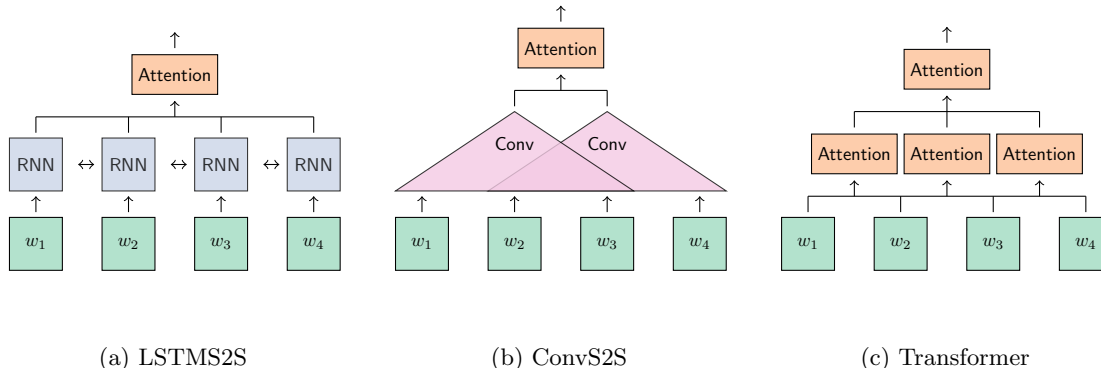 Attention
RNN ↔ RNN ↔ RNN ↔ RNN
w₁ w₂ w₃ w₄
(a) LSTMS2S
Attention
Conv Conv
w₁ w₂ w₃ w₄
(b) ConvS2S
Attention
Attention Attention Attention
w₁ w₂ w₃ w₄
(c) Transformer